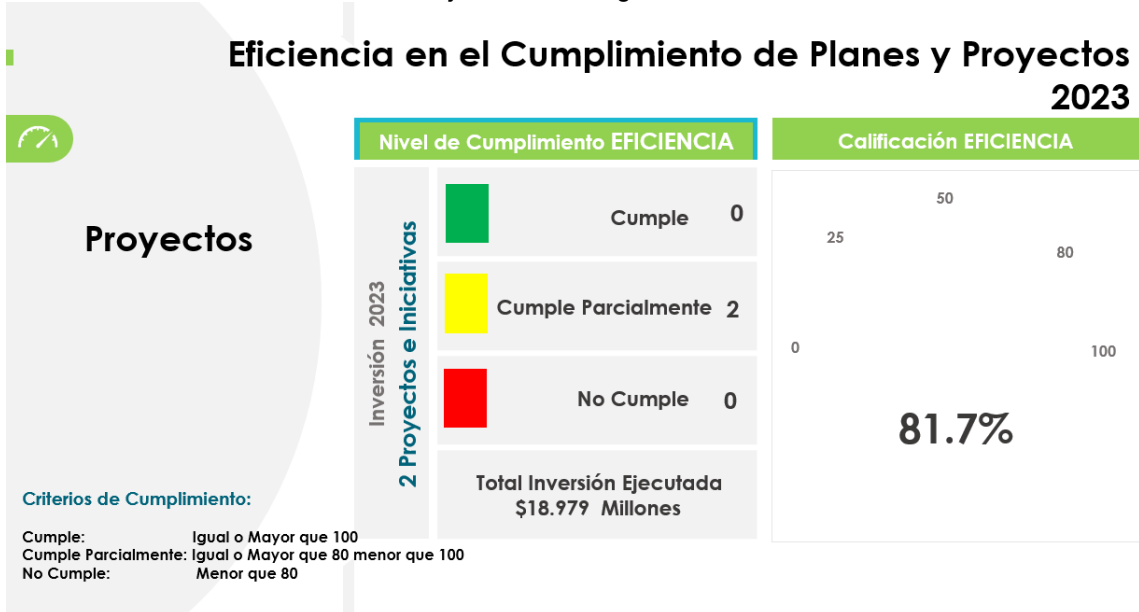 Eficiencia en el Cumplimiento de Planes y Proyectos
2023
Proyectos
Nivel de Cumplimiento EFICIENCIA
Inversión 2023
2 Proyectos e Iniciativas
Cumple 0
Cumple Parcialmente 2
No Cumple 0
Total Inversión Ejecutada
$18.979 Millones
Calificación EFICIENCIA
0
25
50
80
100
81.7%
Criterios de Cumplimiento:
Cumple: Igual o Mayor que 100
Cumple Parcialmente: Igual o Mayor que 80 menor que 100
No Cumple: Menor que 80